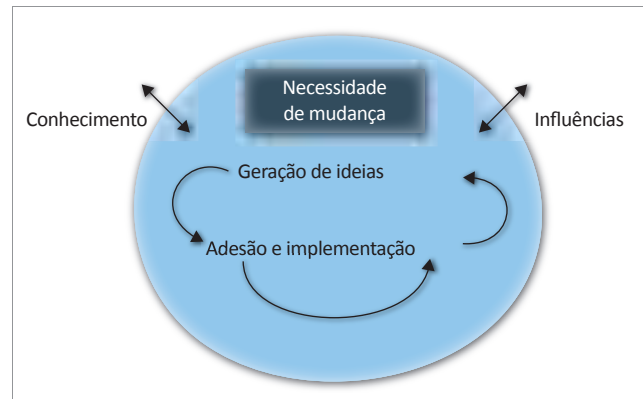 Necessidade
de mudança
Conhecimento
Influências
Geração de ideias
Adesão e implementação